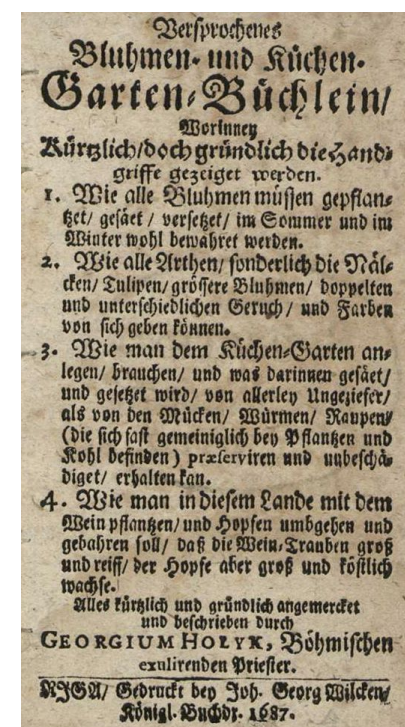 Versprochenes
Bluhmen- und Küchen-
Garten-Büchlein/
Worinnen
Kürtzlich/doch gründlich die Hand-
griffe gezeiget werden.
1. Wie alle Bluhmen müssen gepflan-
tzet/ gesäet / versetzet/ im Sommer und im
Winter wohl bewahret werden.
2. Wie alle Arthen/ sonderlich die Näl-
cken/ Tulipen/ grössere Bluhmen/ doppelten
und unterschiedlichen Geruch/ und Farben
von sich geben können.
3. Wie man dem Küchen-Garten an-
legen/ brauchen/ und was darinnen gesäet/
und gesetzet wird/ von allerley Ungeziefer/
als von den Mücken/ Würmen/ Raupen/
(die sich fast gemeiniglich bey Pflantzen und
Kohl befinden) præserviren und unbeschä-
diget/ erhalten kan.
4. Wie man in diesem Lande mit dem
Wein pflantzen/ und Hopfen umbgehen und
gebahren soll/ daß die Wein-Trauben groß
und reiff/ der Hopfe aber groß und köstlich
wachse.
Alles kürtzlich und gründlich angemercket
und beschrieben durch
GEORGIUM HOLYK, Böhmischen
exulirenden Priester.
RIGA/ Gedruckt bey Joh. Georg Wilcken/
Königl. Buchdr. 1687.